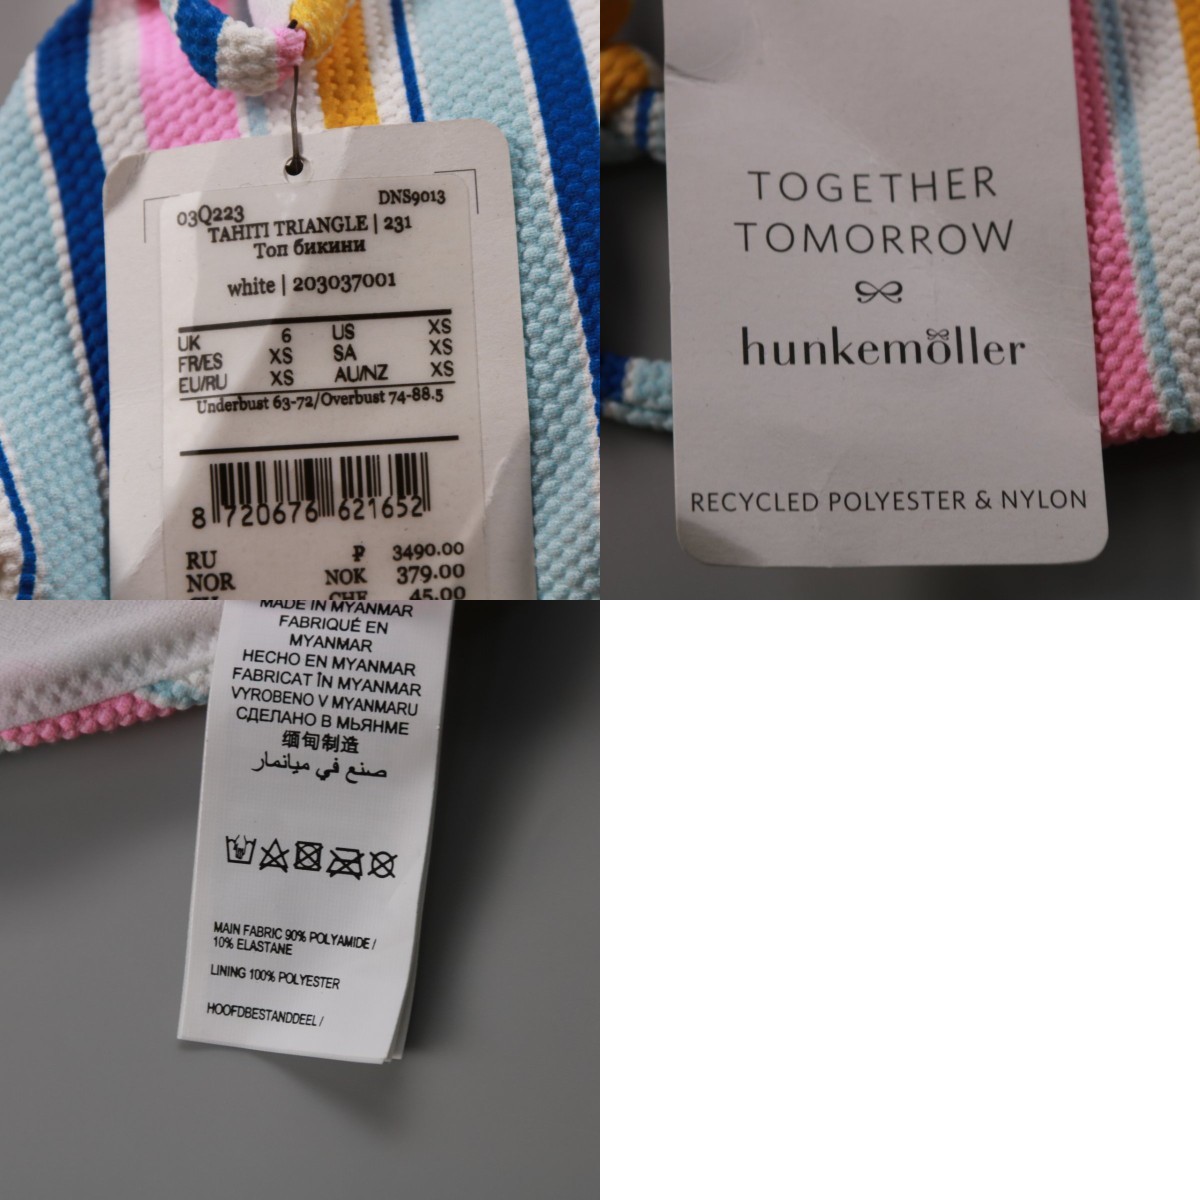 03Q223 DNS9013
TAHITI TRIANGLE | 231
Топ бикини
white | 203037001
UK 6 US XS
FR/ES XS SA XS
EU/RU XS AU/NZ XS
Underbust 63-72/Overbust 74-88.5
8 720676 621652
RU ₽ 3490.00
NOR NOK 379.00
CH CHF 45.00
TOGETHER
TOMORROW
hunkemöller
RECYCLED POLYESTER & NYLON
MADE IN MYANMAR
FABRIQUÉ EN
MYANMAR
HECHO EN MYANMAR
FABRICAT ÎN MYANMAR
VYROBENO V MYANMARU
СДЕЛАНО В МЬЯНМЕ
缅甸制造
صنع في ميانمار
MAIN FABRIC 90% POLYAMIDE /
10% ELASTANE
LINING 100% POLYESTER
HOOFDBESTANDDEEL /